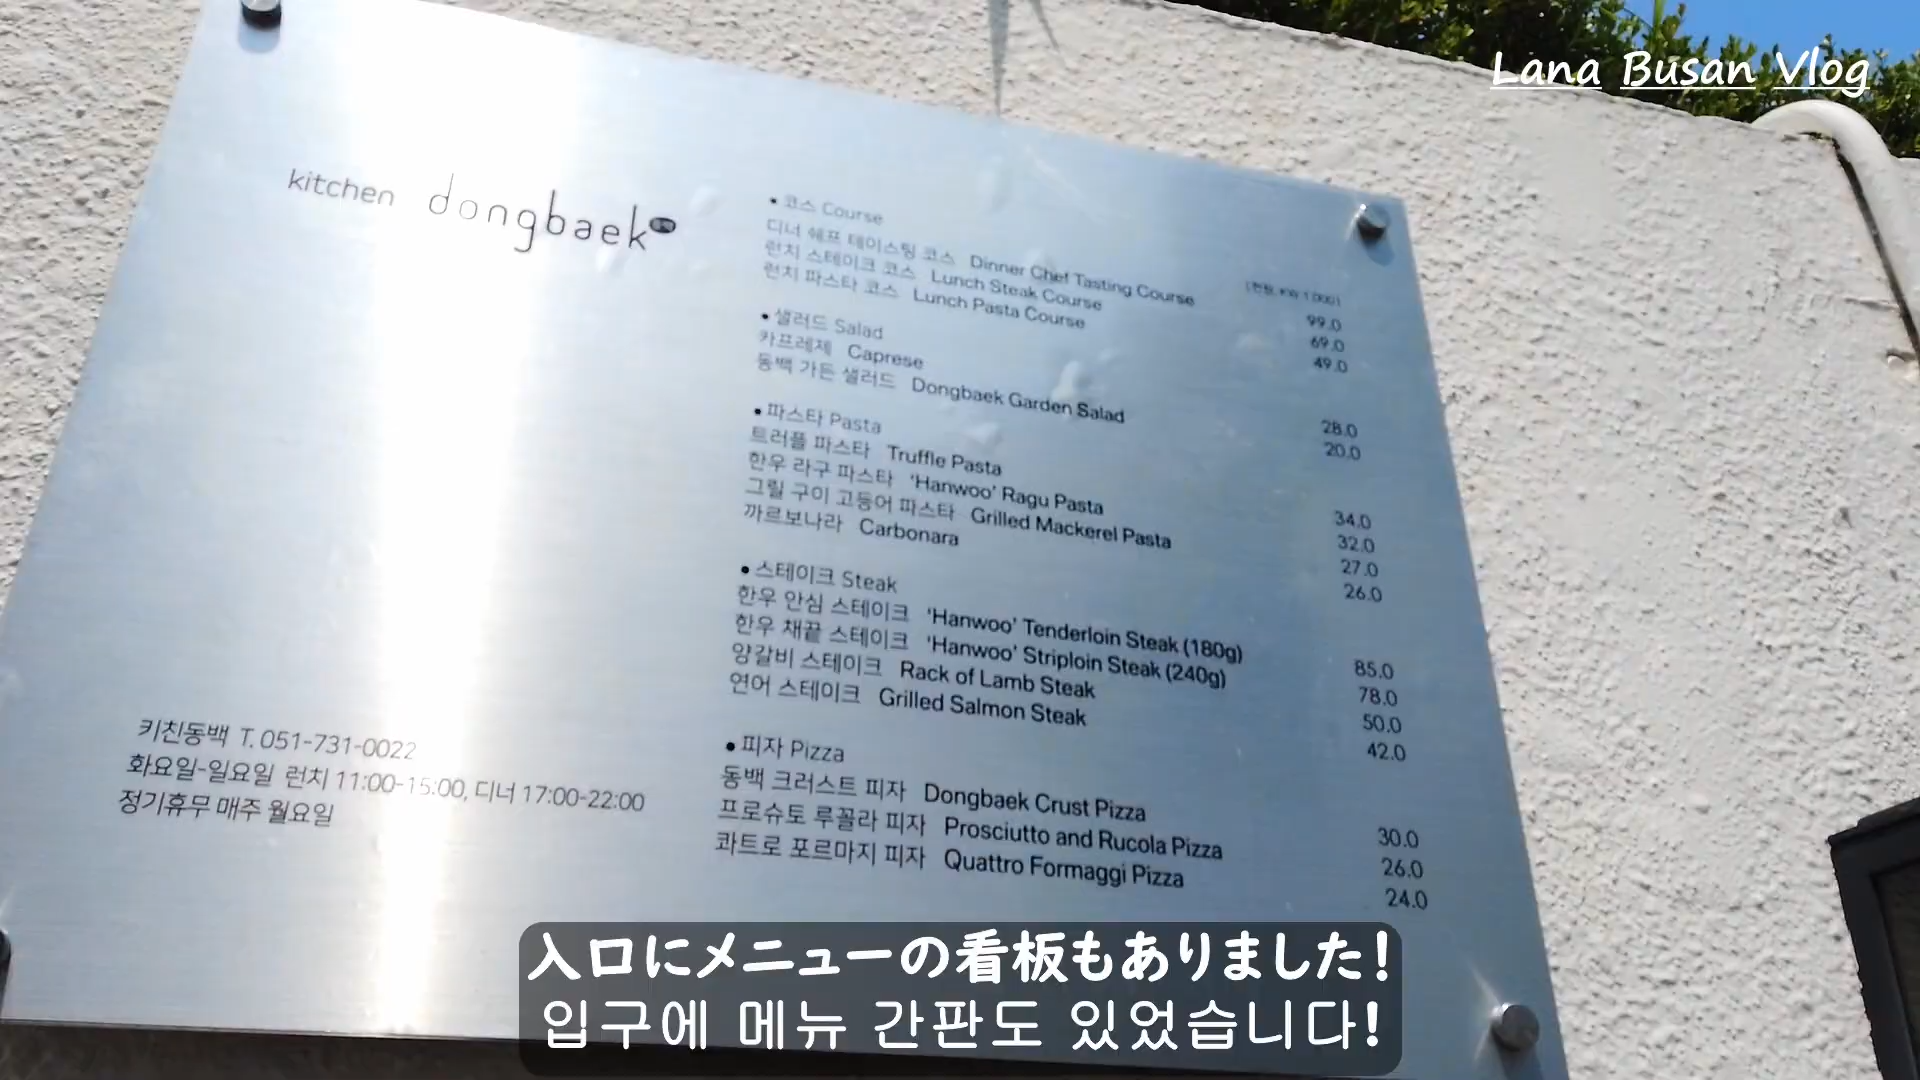 Lana Busan Vlog
kitchen dongbaek
• 코스 Course
디너 쉐프 테이스팅 코스 Dinner Chef Tasting Course 99.0
런치 스테이크 코스 Lunch Steak Course 69.0
런치 파스타 코스 Lunch Pasta Course 49.0
• 샐러드 Salad
카프레제 Caprese 28.0
동백 가든 샐러드 Dongbaek Garden Salad 20.0
• 파스타 Pasta
트러플 파스타 Truffle Pasta 34.0
한우 라구 파스타 ‘Hanwoo’ Ragu Pasta 32.0
그릴 구이 고등어 파스타 Grilled Mackerel Pasta 27.0
까르보나라 Carbonara 26.0
• 스테이크 Steak
한우 안심 스테이크 ‘Hanwoo’ Tenderloin Steak (180g) 85.0
한우 채끝 스테이크 ‘Hanwoo’ Striploin Steak (240g) 78.0
양갈비 스테이크 Rack of Lamb Steak 50.0
연어 스테이크 Grilled Salmon Steak 42.0
• 피자 Pizza
동백 크러스트 피자 Dongbaek Crust Pizza 30.0
프로슈토 루꼴라 피자 Prosciutto and Rucola Pizza 26.0
콰트로 포르마지 피자 Quattro Formaggi Pizza 24.0
키친동백 T. 051-731-0022
화요일-일요일 런치 11:00-15:00, 디너 17:00-22:00
정기휴무 매주 월요일
入口にメニューの看板もありました!
입구에 메뉴 간판도 있었습니다!